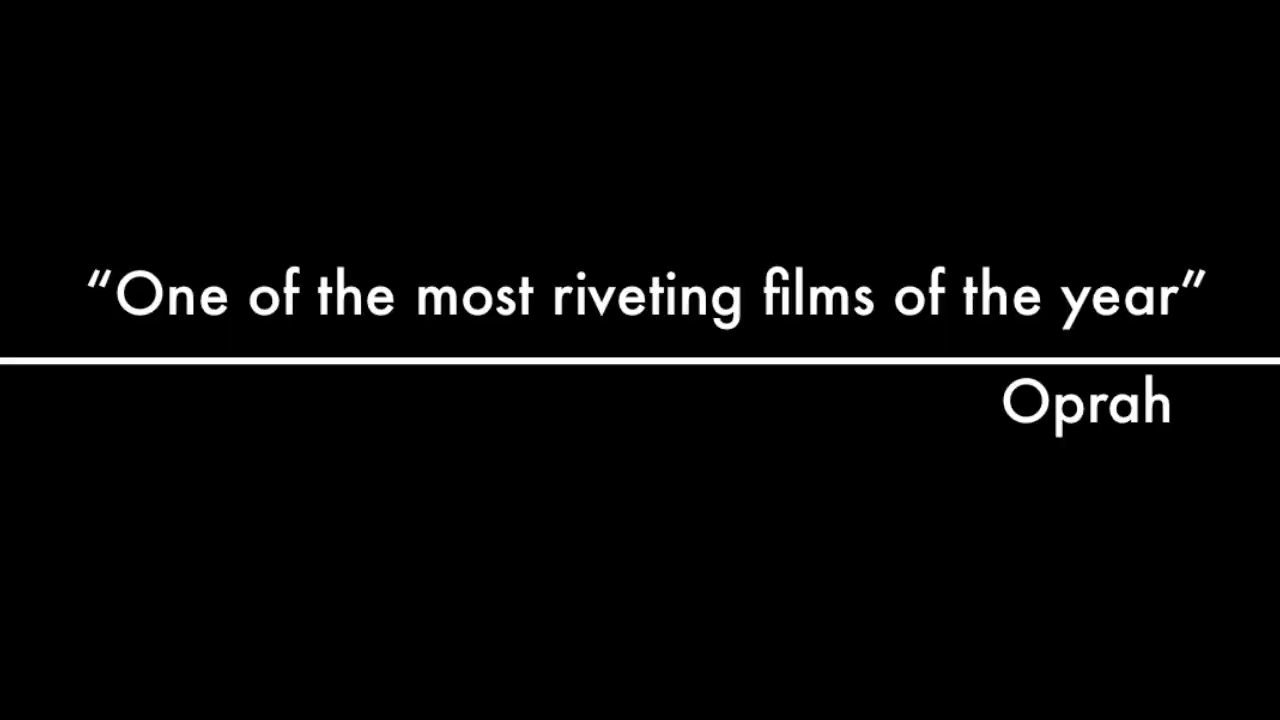 “One of the most riveting films of the year”
Oprah